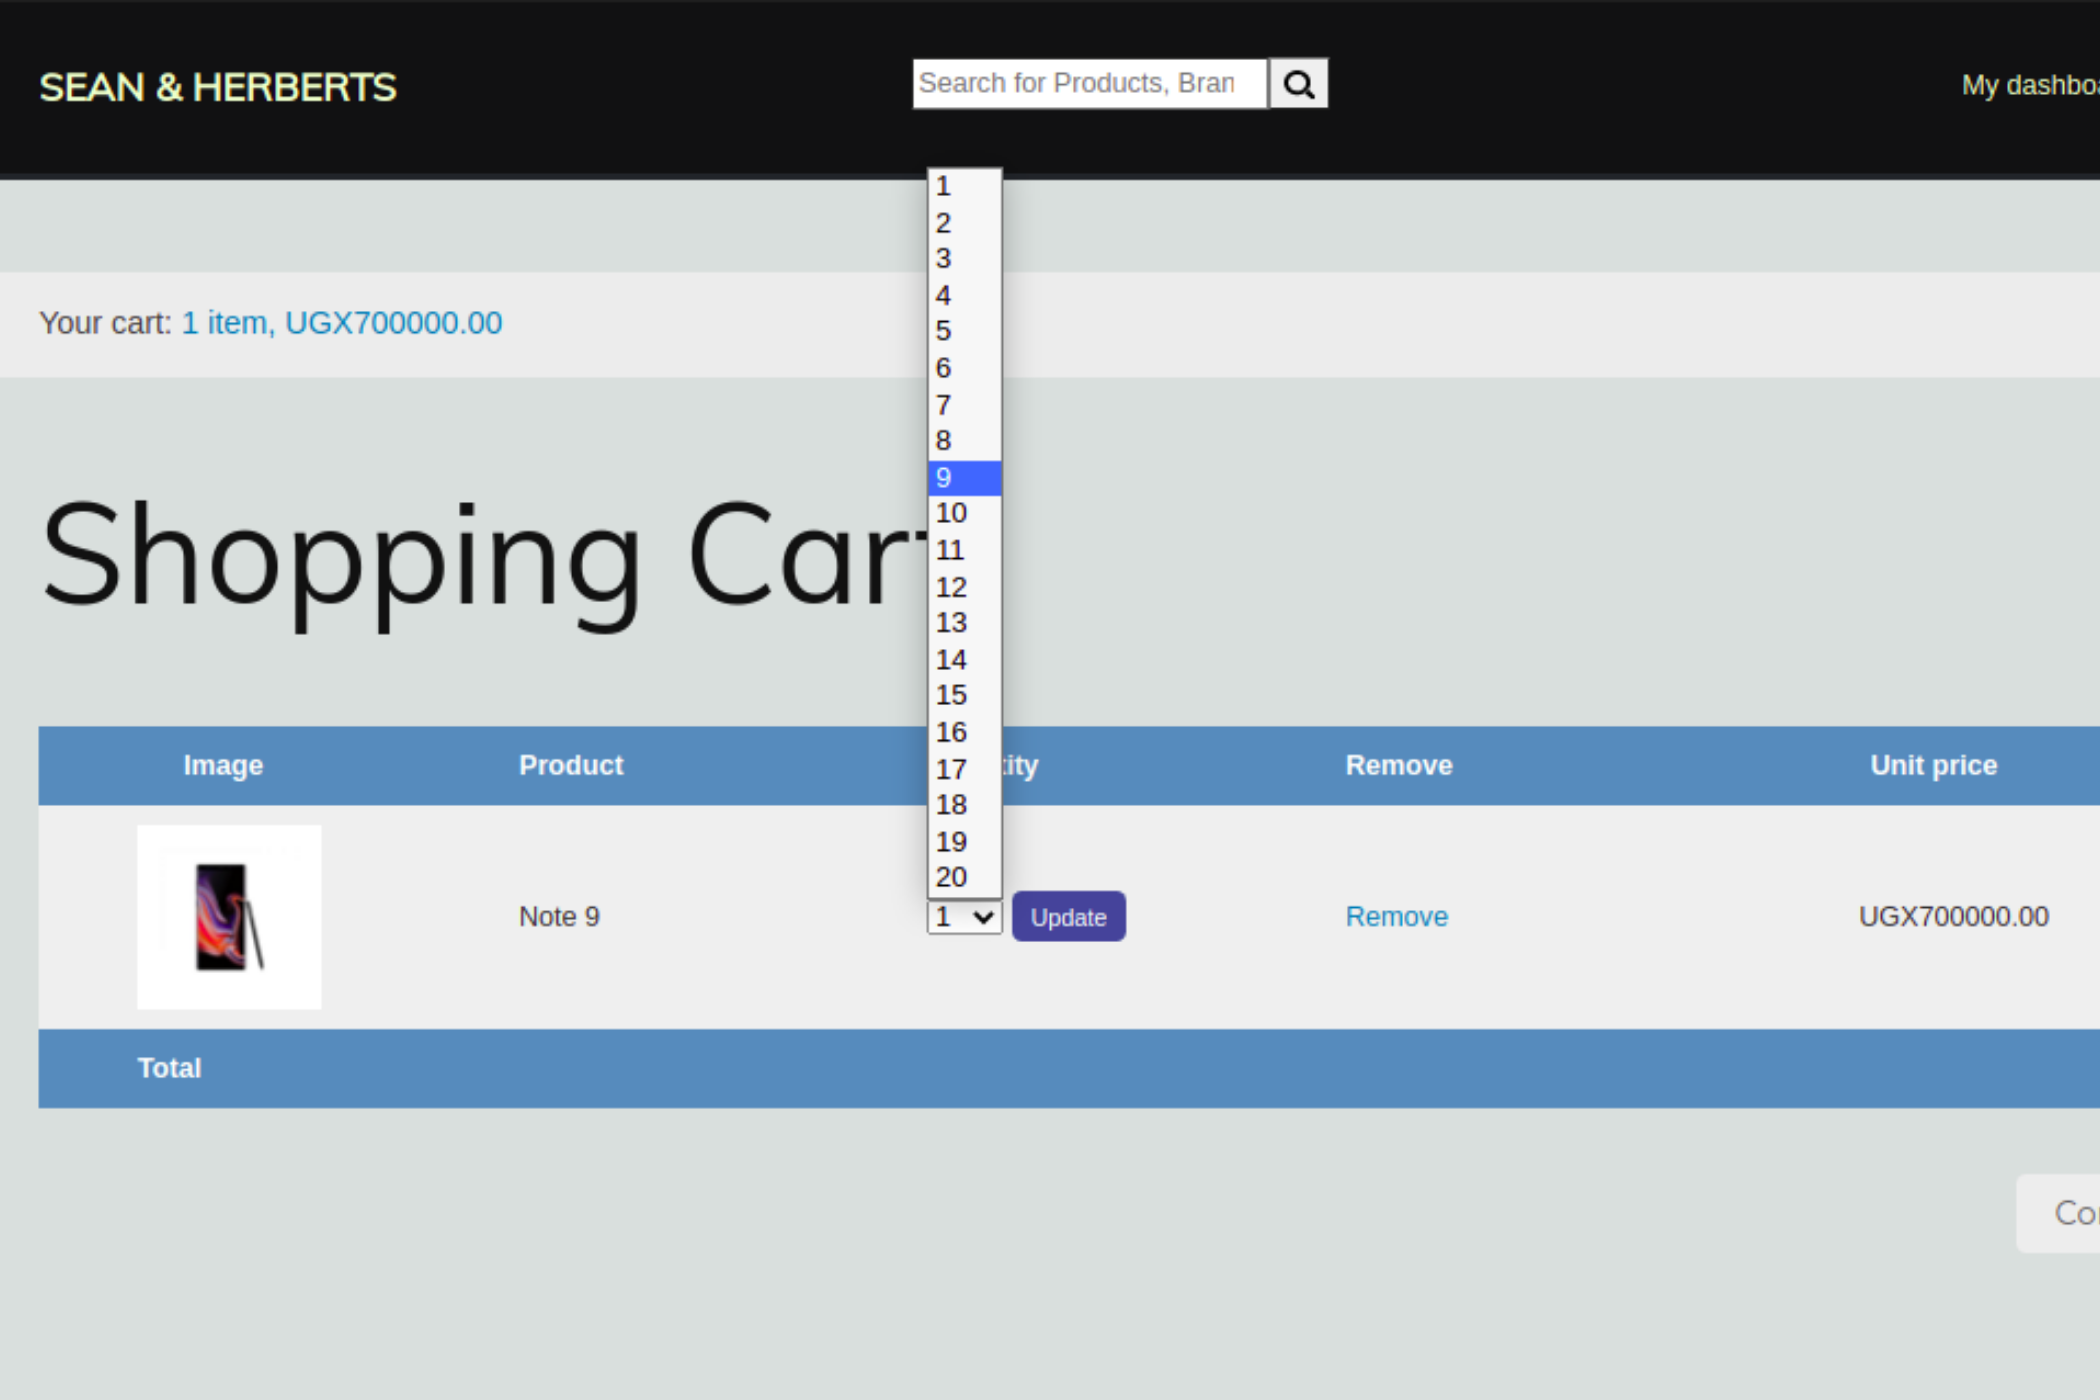 SEAN & HERBERTS
Search for Products, Bran
My dashbo
Your cart: 1 item, UGX700000.00
1
2
3
4
5
6
7
8
9
10
11
12
13
14
15
16
17
18
19
20
Shopping Cart
Image Product ity Remove Unit price
Note 9 1 Update Remove UGX700000.00
Total
Co